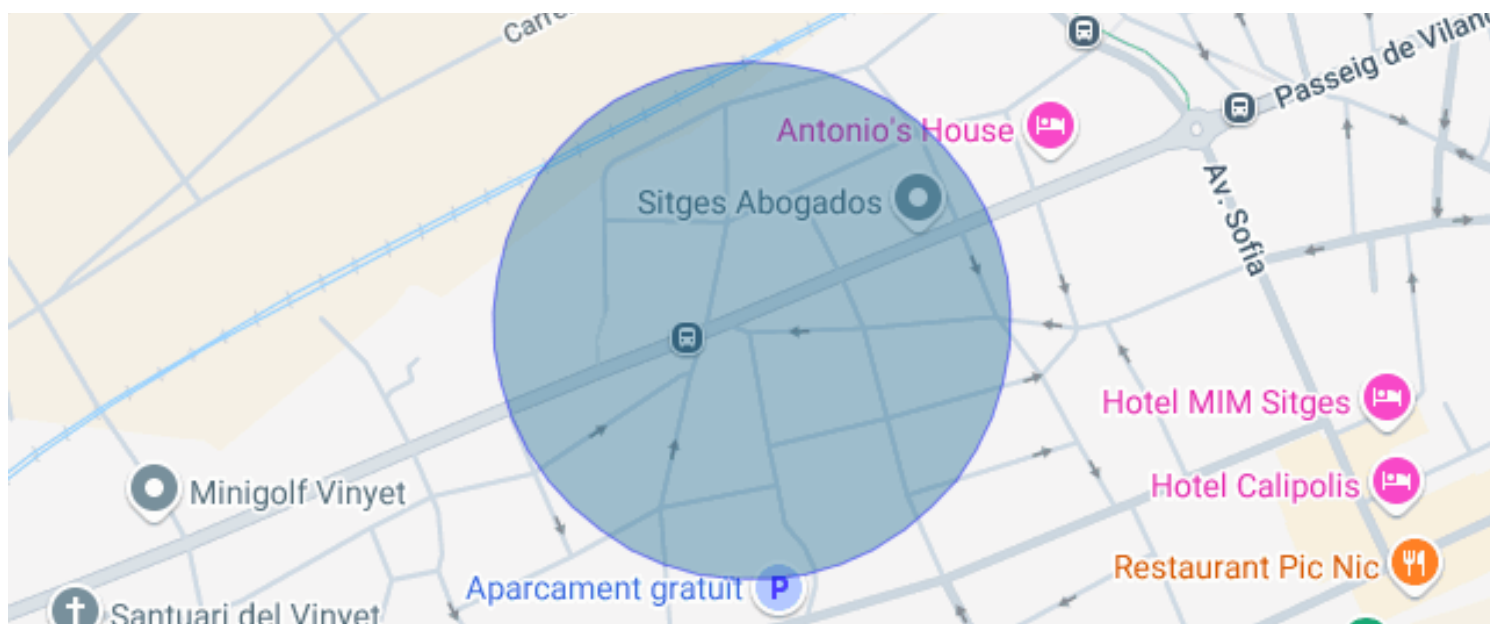 Carre
Passeig de Vilano
Antonio's House
Sitges Abogados
Av. Sofia
Hotel MIM Sitges
Minigolf Vinyet
Hotel Calipolis
Restaurant Pic Nic
Aparcament gratuït
P
Santuari del Vinyet